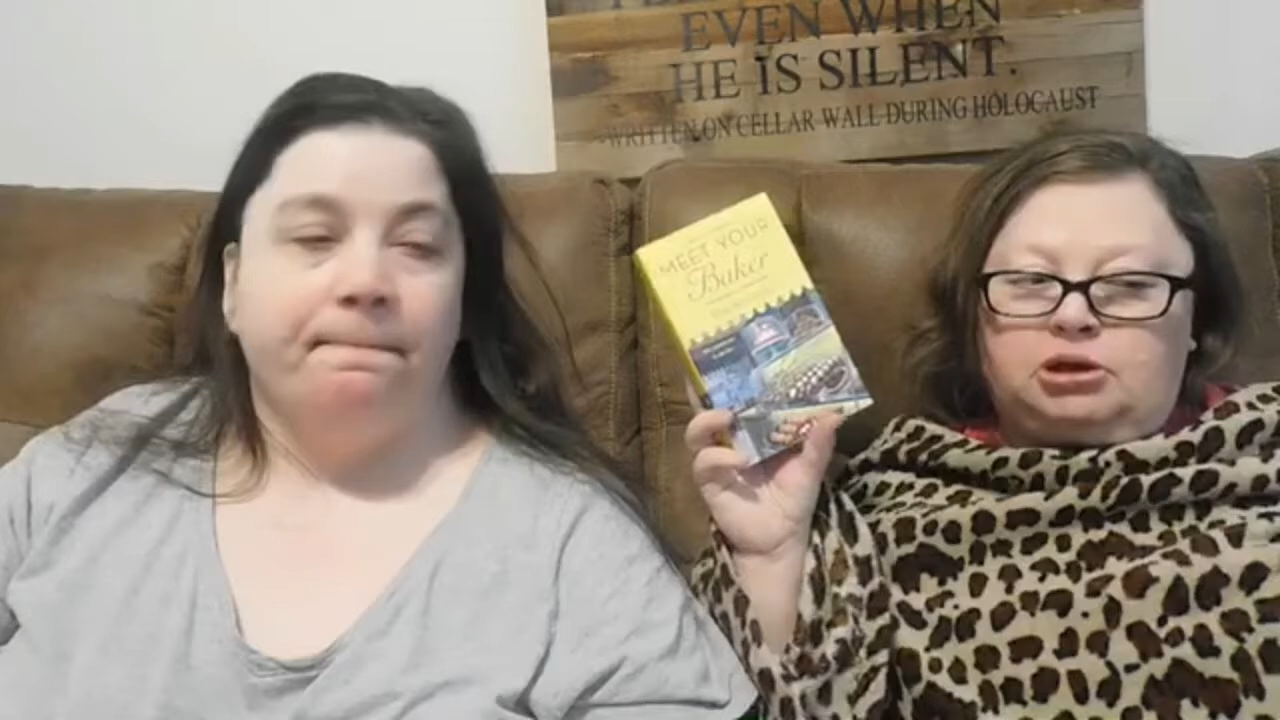 EVEN WHEN
HE IS SILENT.
-WRITTEN ON CELLAR WALL DURING HOLOCAUST
MEET YOUR
Baker